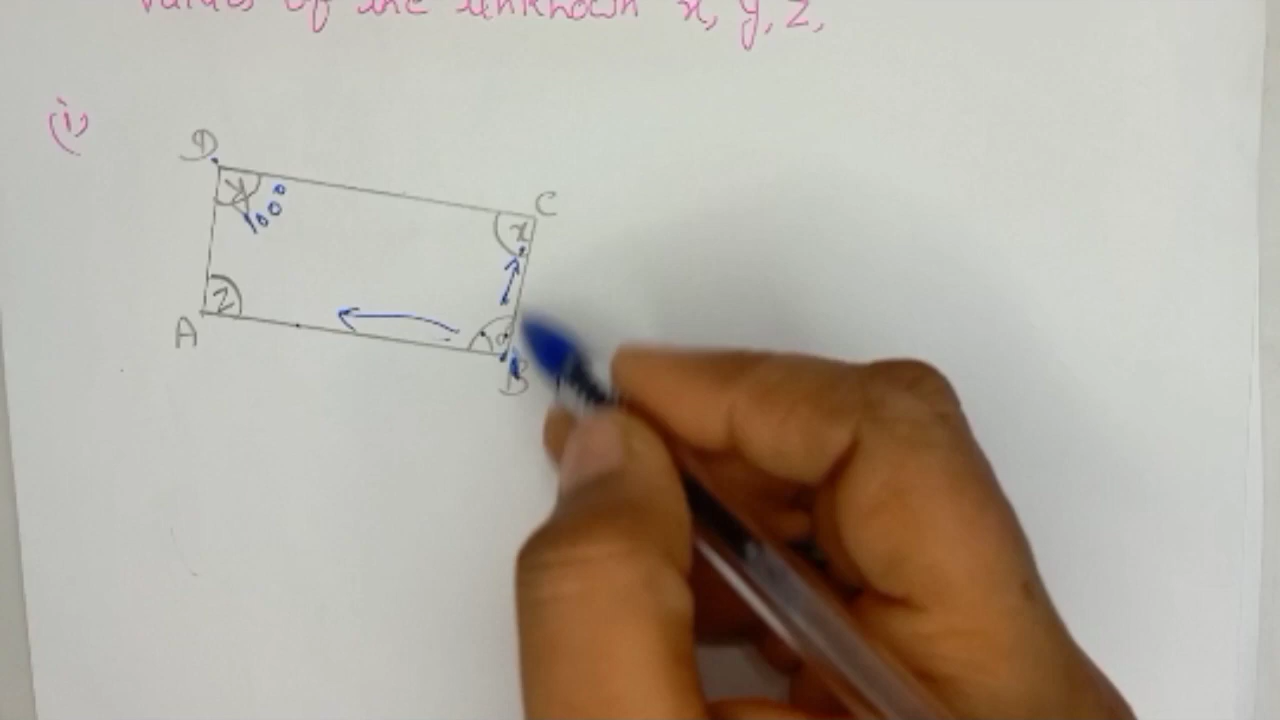 values of the unknown x, y, z,
(i)
D
y
100°
C
x
z
A
B